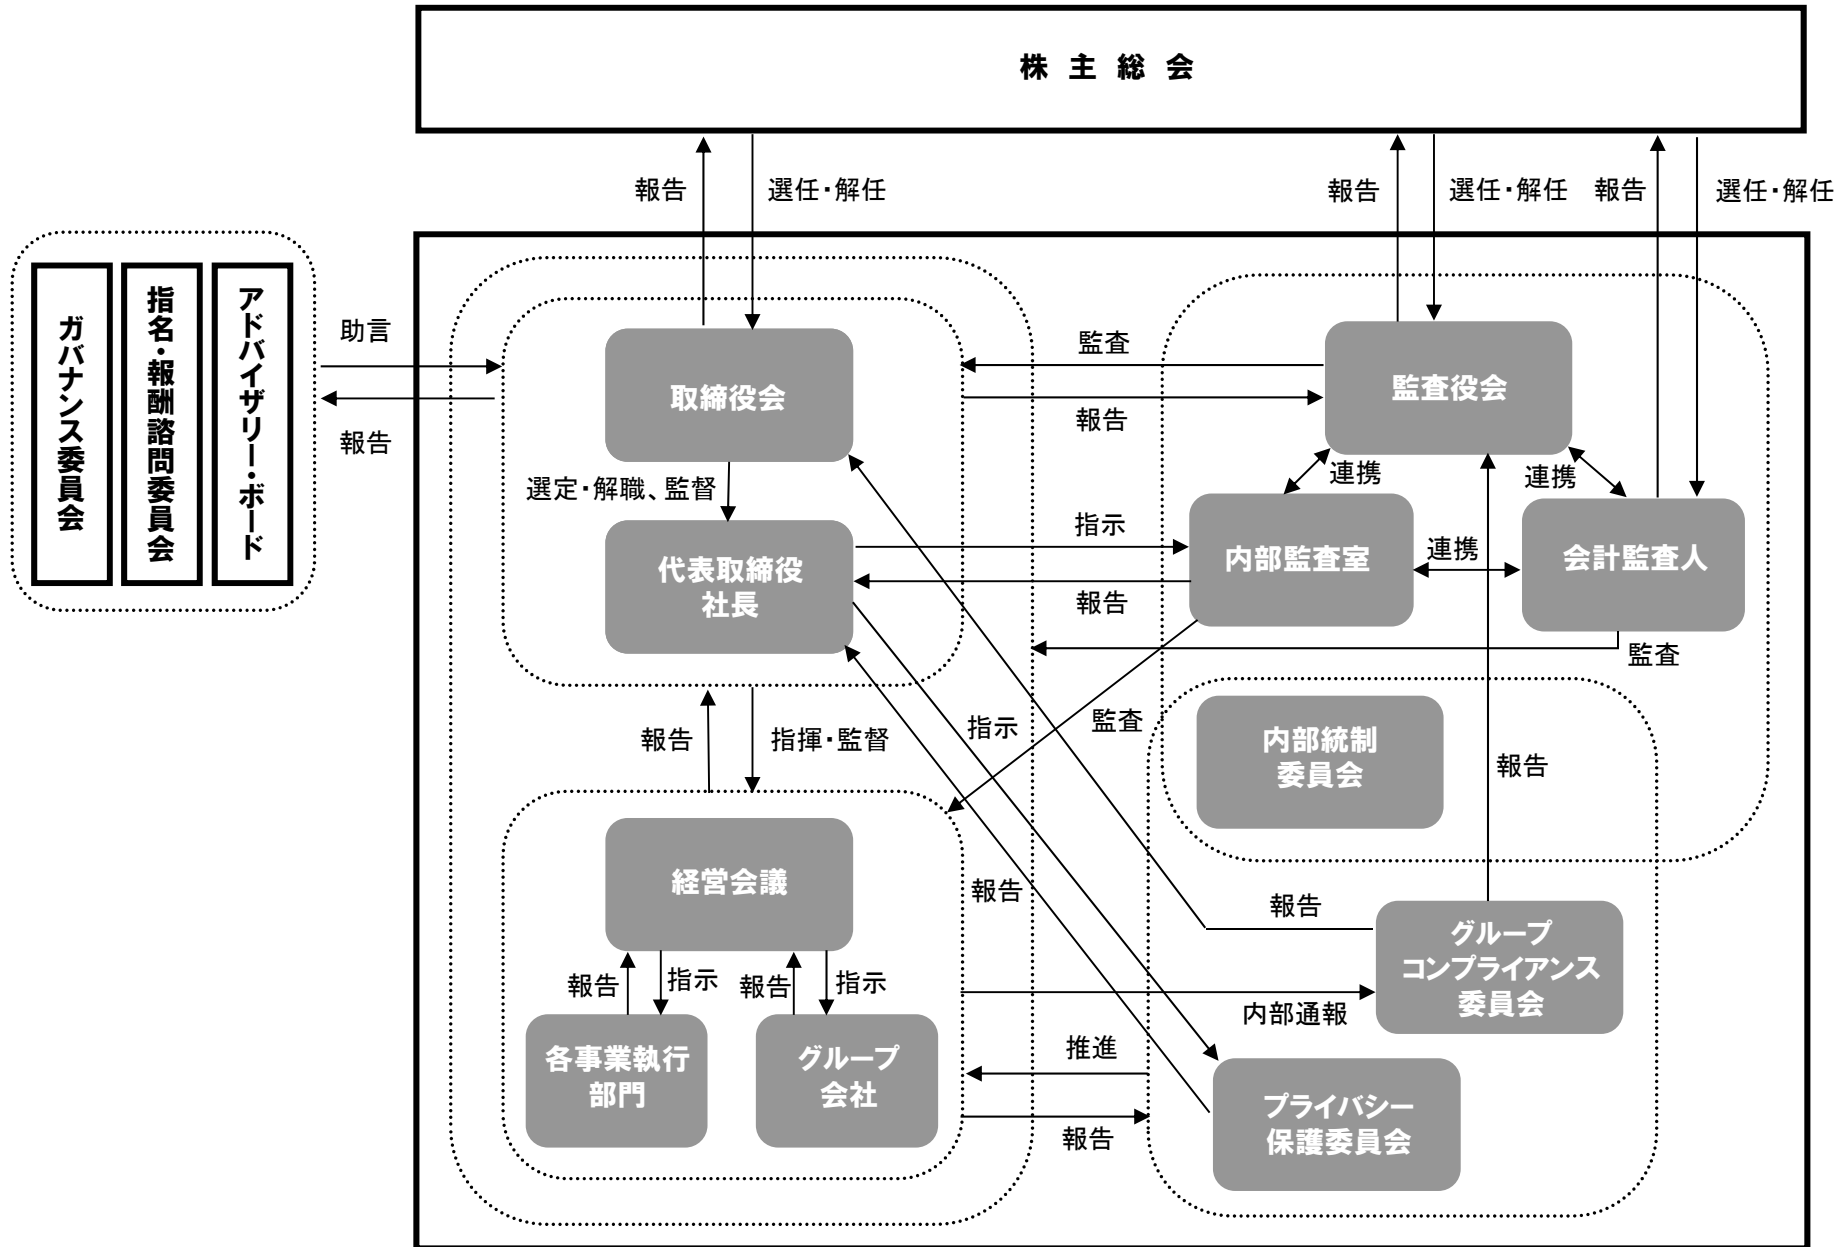 株主総会
報告
選任・解任
報告
選任・解任
報告
選任・解任
ガバナンス委員会
指名・報酬諮問委員会
アドバイザリー・ボード
助言
報告
取締役会
監査
報告
監査役会
選定・解職、監督
連携
連携
代表取締役
社長
指示
報告
内部監査室
連携
会計監査人
監査
報告
指揮・監督
指示
監査
内部統制
委員会
報告
経営会議
報告
報告
グループ
コンプライアンス
委員会
報告
指示
報告
指示
内部通報
各事業執行
部門
グループ
会社
推進
報告
プライバシー
保護委員会